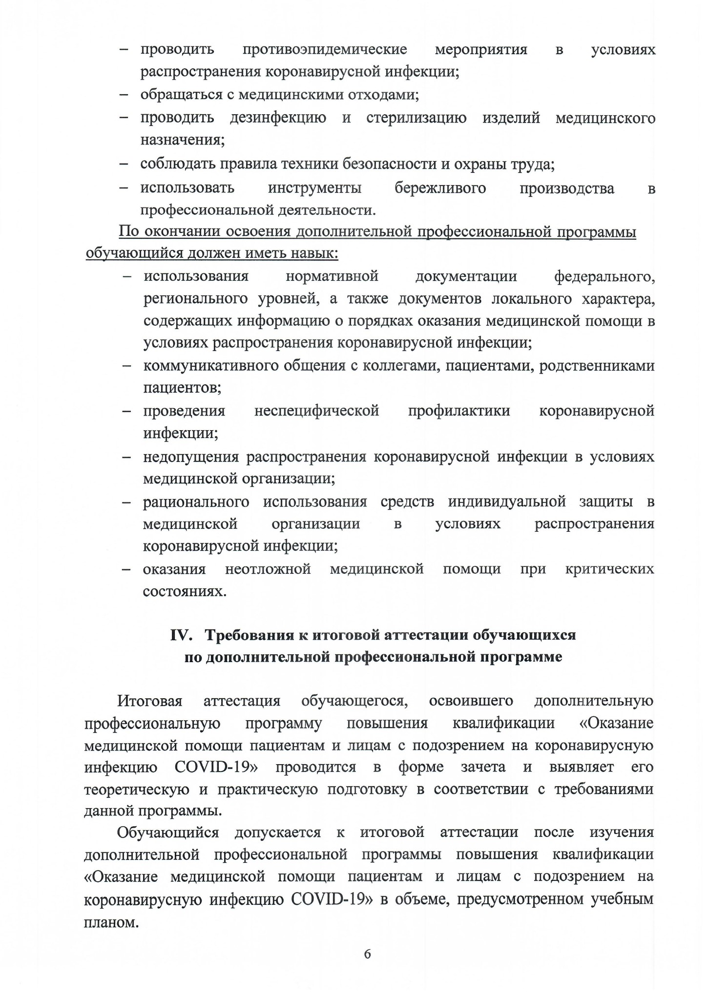 – проводить противоэпидемические мероприятия в условиях
распространения коронавирусной инфекции;
– обращаться с медицинскими отходами;
– проводить дезинфекцию и стерилизацию изделий медицинского
назначения;
– соблюдать правила техники безопасности и охраны труда;
– использовать инструменты бережливого производства в
профессиональной деятельности.
По окончании освоения дополнительной профессиональной программы
обучающийся должен иметь навык:
– использования нормативной документации федерального,
регионального уровней, а также документов локального характера,
содержащих информацию о порядках оказания медицинской помощи в
условиях распространения коронавирусной инфекции;
– коммуникативного общения с коллегами, пациентами, родственниками
пациентов;
– проведения неспецифической профилактики коронавирусной
инфекции;
– недопущения распространения коронавирусной инфекции в условиях
медицинской организации;
– рационального использования средств индивидуальной защиты в
медицинской организации в условиях распространения
коронавирусной инфекции;
– оказания неотложной медицинской помощи при критических
состояниях.
IV. Требования к итоговой аттестации обучающихся
по дополнительной профессиональной программе
Итоговая аттестация обучающегося, освоившего дополнительную
профессиональную программу повышения квалификации «Оказание
медицинской помощи пациентам и лицам с подозрением на коронавирусную
инфекцию COVID-19» проводится в форме зачета и выявляет его
теоретическую и практическую подготовку в соответствии с требованиями
данной программы.
Обучающийся допускается к итоговой аттестации после изучения
дополнительной профессиональной программы повышения квалификации
«Оказание медицинской помощи пациентам и лицам с подозрением на
коронавирусную инфекцию COVID-19» в объеме, предусмотренном учебным
планом.
6